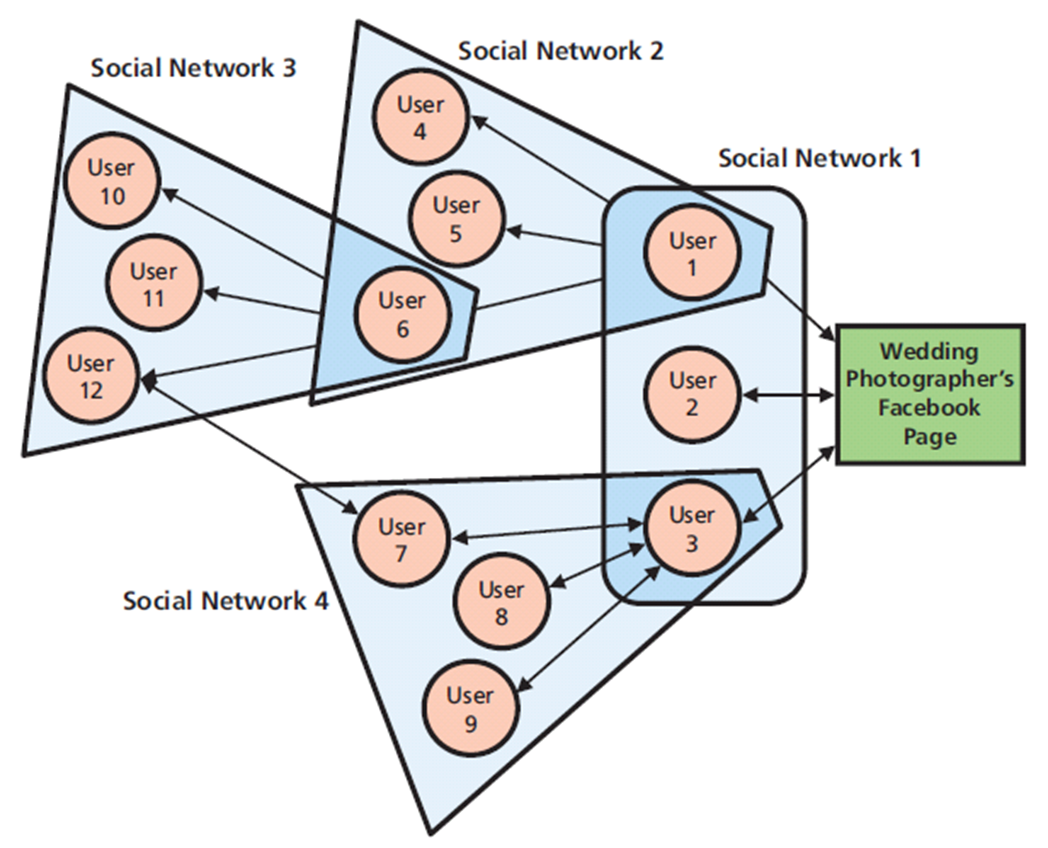 Social Network 3
Social Network 2
Social Network 1
Social Network 4
User
4
User
10
User
5
User
1
User
11
User
6
User
12
User
2
Wedding
Photographer's
Facebook
Page
User
3
User
7
User
8
User
9